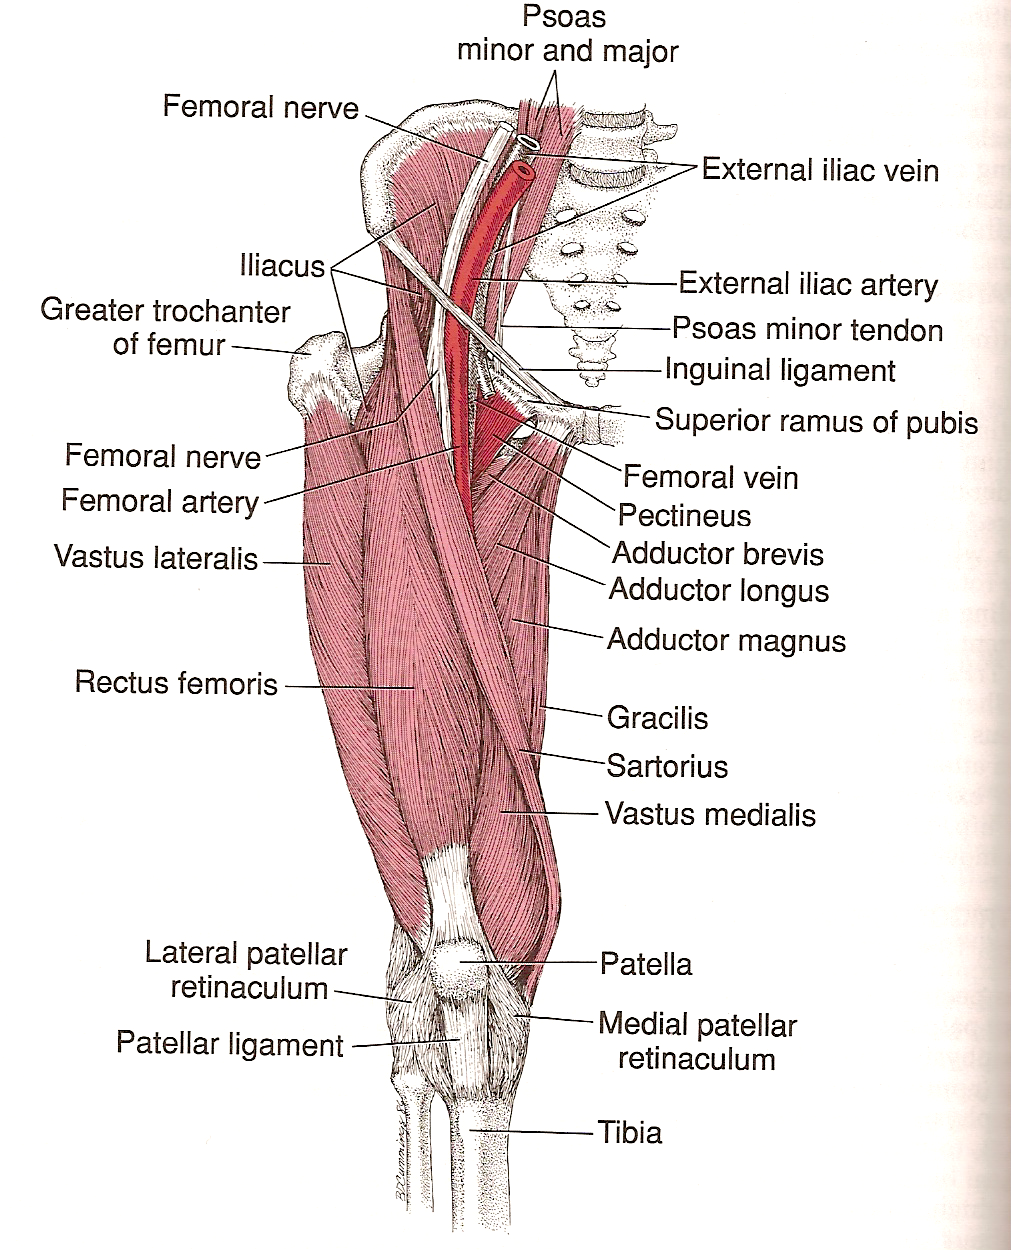 Psoas
minor and major
Femoral nerve
External iliac vein
Iliacus
External iliac artery
Greater trochanter
of femur
Psoas minor tendon
Inguinal ligament
Superior ramus of pubis
Femoral nerve
Femoral vein
Femoral artery
Pectineus
Adductor brevis
Vastus lateralis
Adductor longus
Adductor magnus
Rectus femoris
Gracilis
Sartorius
Vastus medialis
Lateral patellar
retinaculum
Patella
Patellar ligament
Medial patellar
retinaculum
Tibia